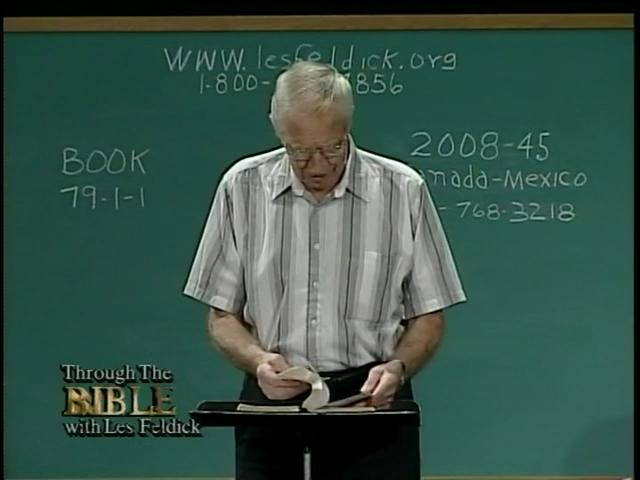 WWW.lesfeldick.org
1-800- 856
BOOK
79-1-1
2008-45
nada-Mexico
-768-3218
Through The
BIBLE
with Les Feldick